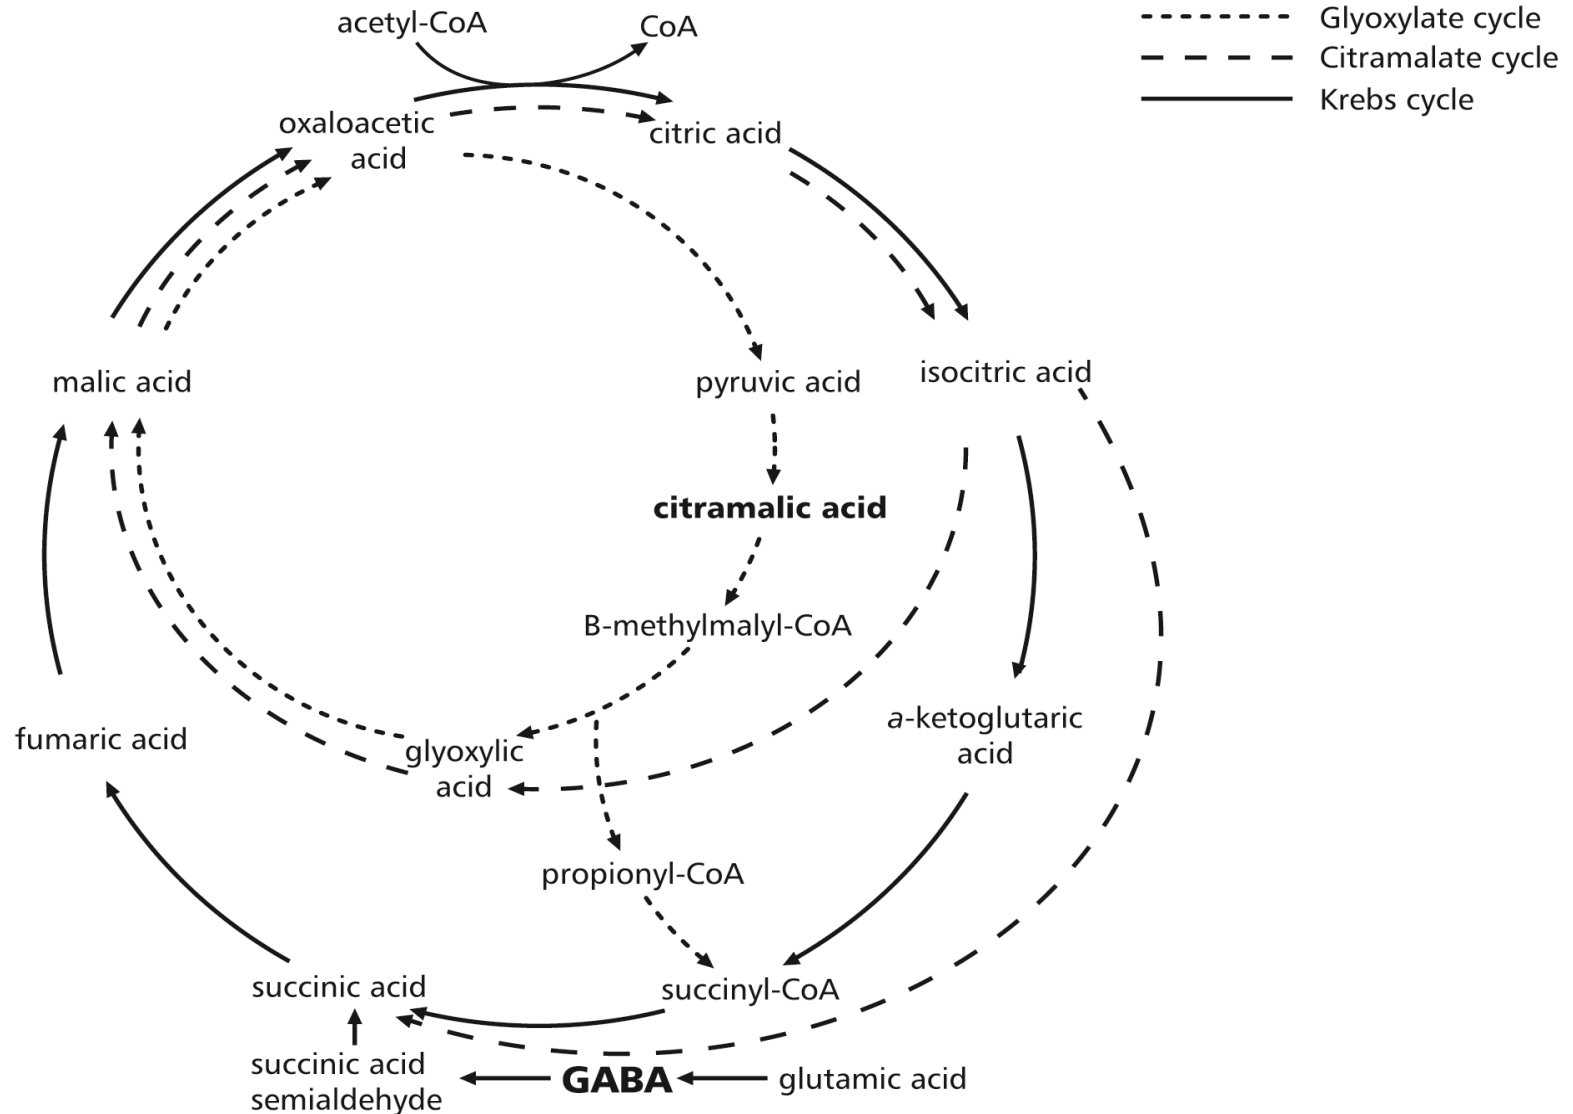 acetyl-CoA
CoA
Glyoxylate cycle
Citramalate cycle
Krebs cycle
oxaloacetic
acid
citric acid
malic acid
pyruvic acid
isocitric acid
citramalic acid
B-methylmalyl-CoA
a-ketoglutaric
acid
fumaric acid
glyoxylic
acid
propionyl-CoA
succinic acid
succinyl-CoA
succinic acid
semialdehyde
GABA
glutamic acid